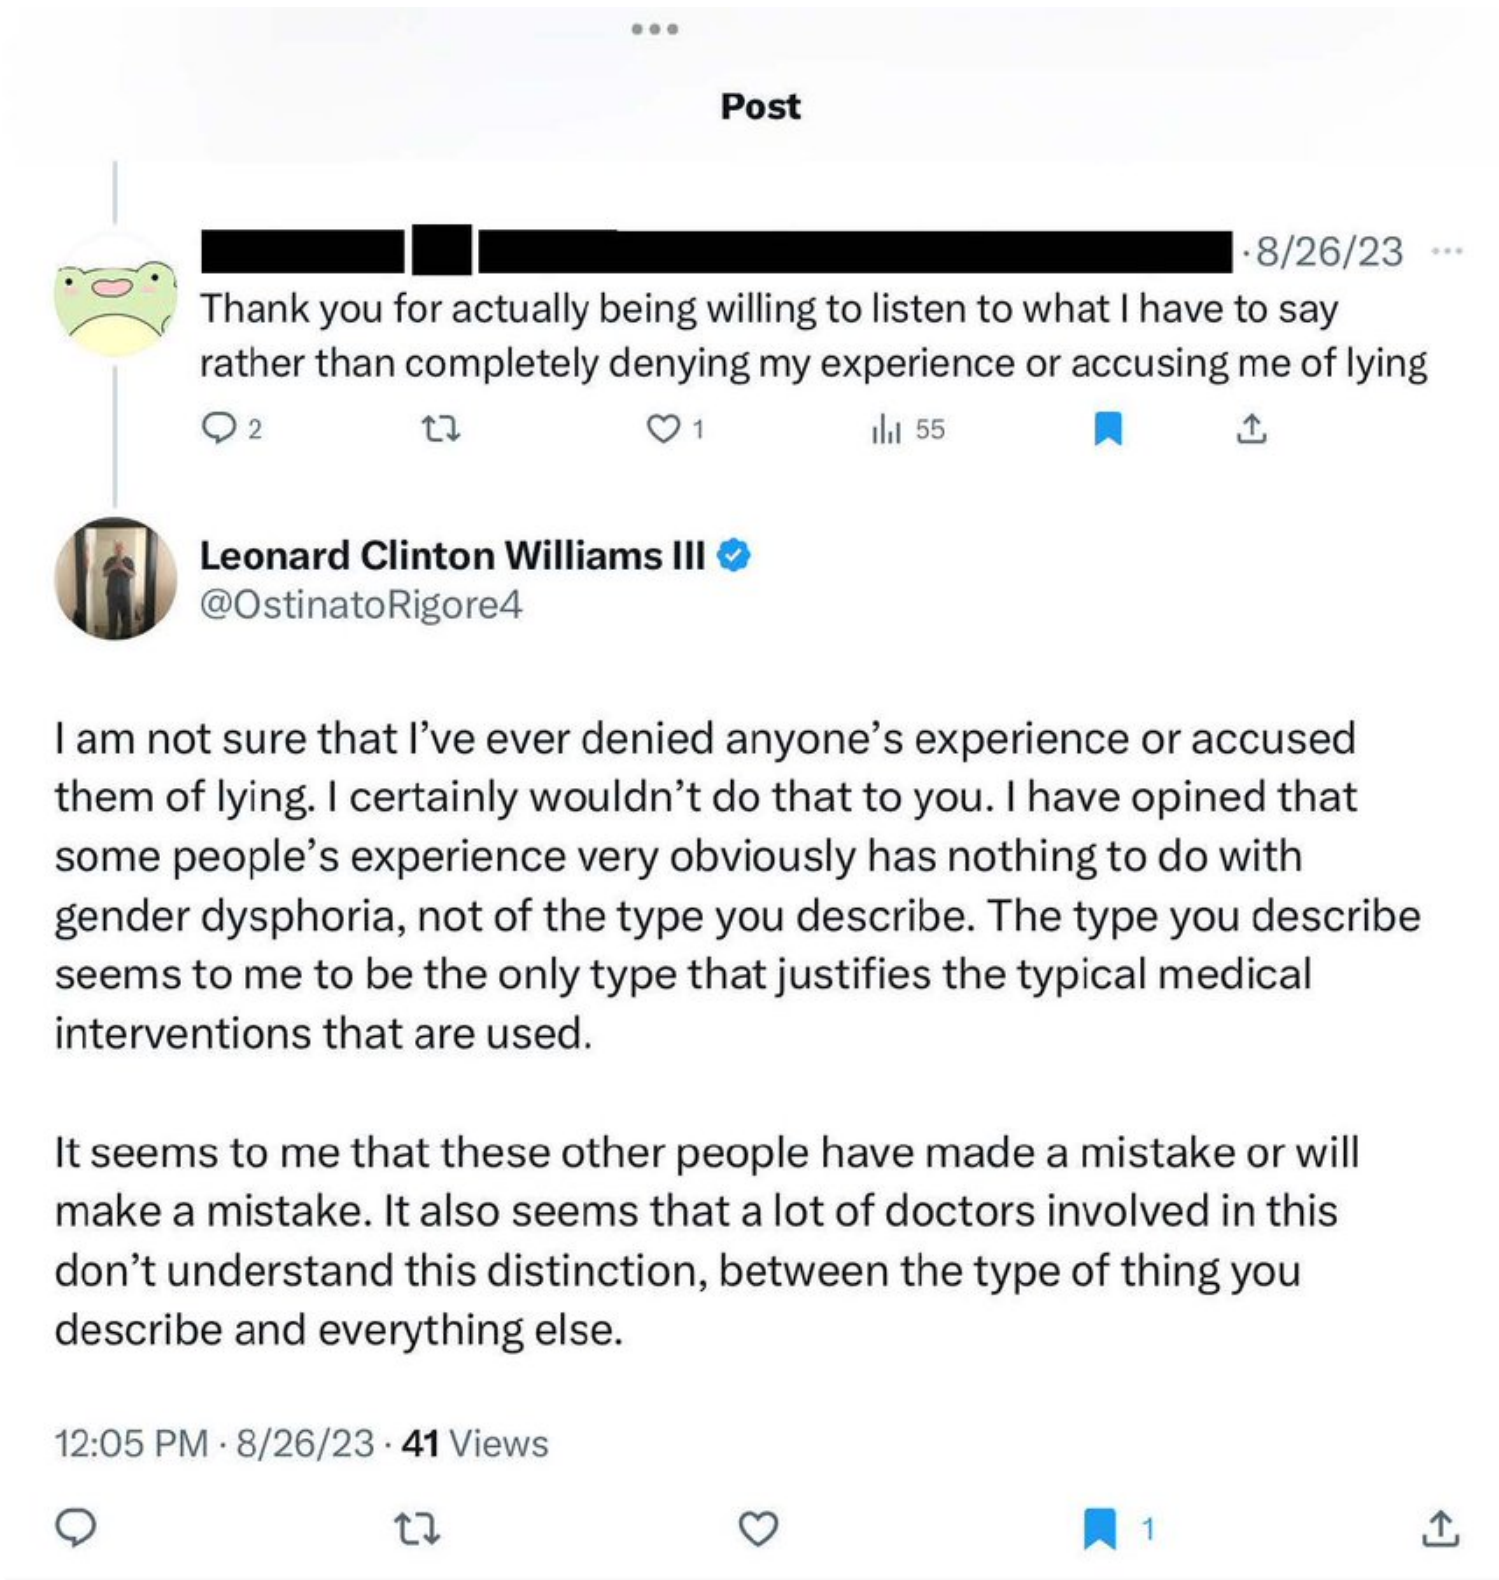 Post
·8/26/23
Thank you for actually being willing to listen to what I have to say
rather than completely denying my experience or accusing me of lying
2
1
55
Leonard Clinton Williams III
@OstinatoRigore4
I am not sure that I’ve ever denied anyone’s experience or accused
them of lying. I certainly wouldn’t do that to you. I have opined that
some people’s experience very obviously has nothing to do with
gender dysphoria, not of the type you describe. The type you describe
seems to me to be the only type that justifies the typical medical
interventions that are used.
It seems to me that these other people have made a mistake or will
make a mistake. It also seems that a lot of doctors involved in this
don’t understand this distinction, between the type of thing you
describe and everything else.
12:05 PM · 8/26/23 · 41 Views
1